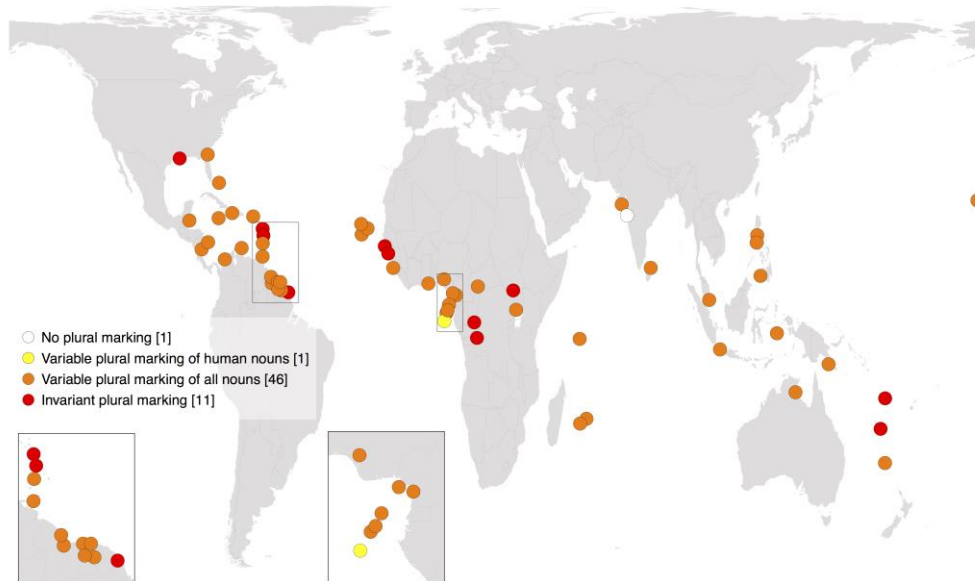 No plural marking [1]
Variable plural marking of human nouns [1]
Variable plural marking of all nouns [46]
Invariant plural marking [11]